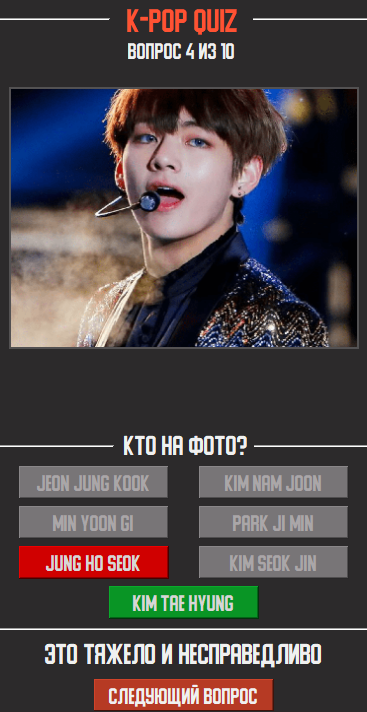 K-POP QUIZ
ВОПРОС 4 ИЗ 10
КТО НА ФОТО?
JEON JUNG KOOK
KIM NAM JOON
MIN YOON GI
PARK JI MIN
JUNG HO SEOK
KIM SEOK JIN
KIM TAE HYUNG
ЭТО ТЯЖЕЛО И НЕСПРАВЕДЛИВО
СЛЕДУЮЩИЙ ВОПРОС